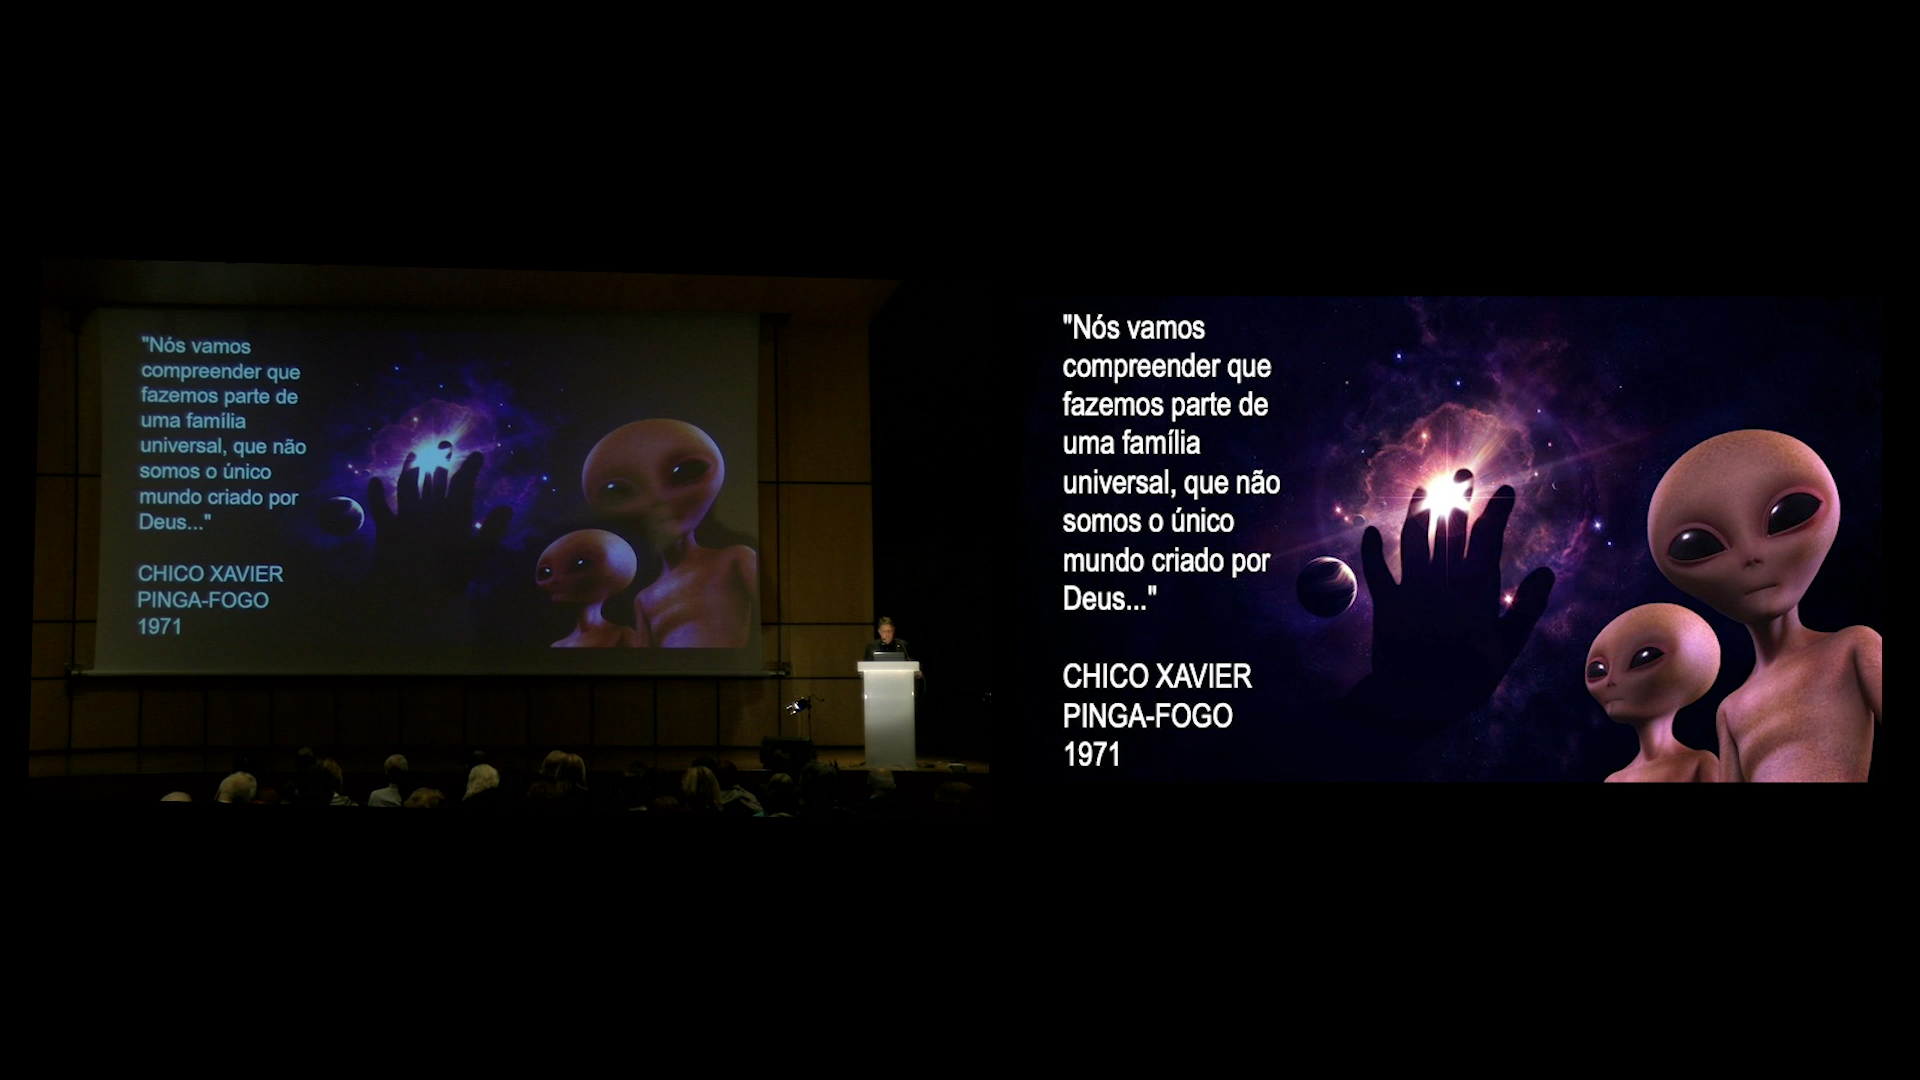 "Nós vamos
compreender que
fazemos parte de
uma família
universal, que não
somos o único
mundo criado por
Deus..."
CHICO XAVIER
PINGA-FOGO
1971
"Nós vamos
compreender que
fazemos parte de
uma família
universal, que não
somos o único
mundo criado por
Deus..."
CHICO XAVIER
PINGA-FOGO
1971